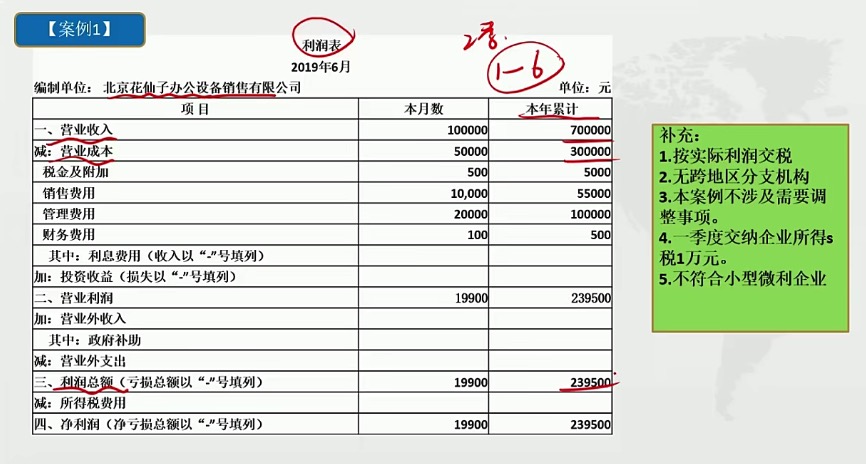 【案例1】
利润表
2季.
1-6
2019年6月
编制单位： 北京花仙子办公设备销售有限公司 单位：元
项 目 本月数 本年累计
一、营业收入 100000 700000
减：营业成本 50000 300000
税金及附加 500 5000
销售费用 10,000 55000
管理费用 20000 100000
财务费用 100 500
其中：利息费用（收入以“-”号填列）
加：投资收益（损失以“-”号填列）
二、营业利润 19900 239500
加：营业外收入
其中：政府补助
减：营业外支出
三、利润总额（亏损总额以“-”号填列） 19900 239500
减：所得税费用
四、净利润（净亏损总额以“-”号填列） 19900 239500
补充：
1.按实际利润交税
2.无跨地区分支机构
3.本案例不涉及需要调
整事项。
4.一季度交纳企业所得s
税1万元。
5.不符合小型微利企业